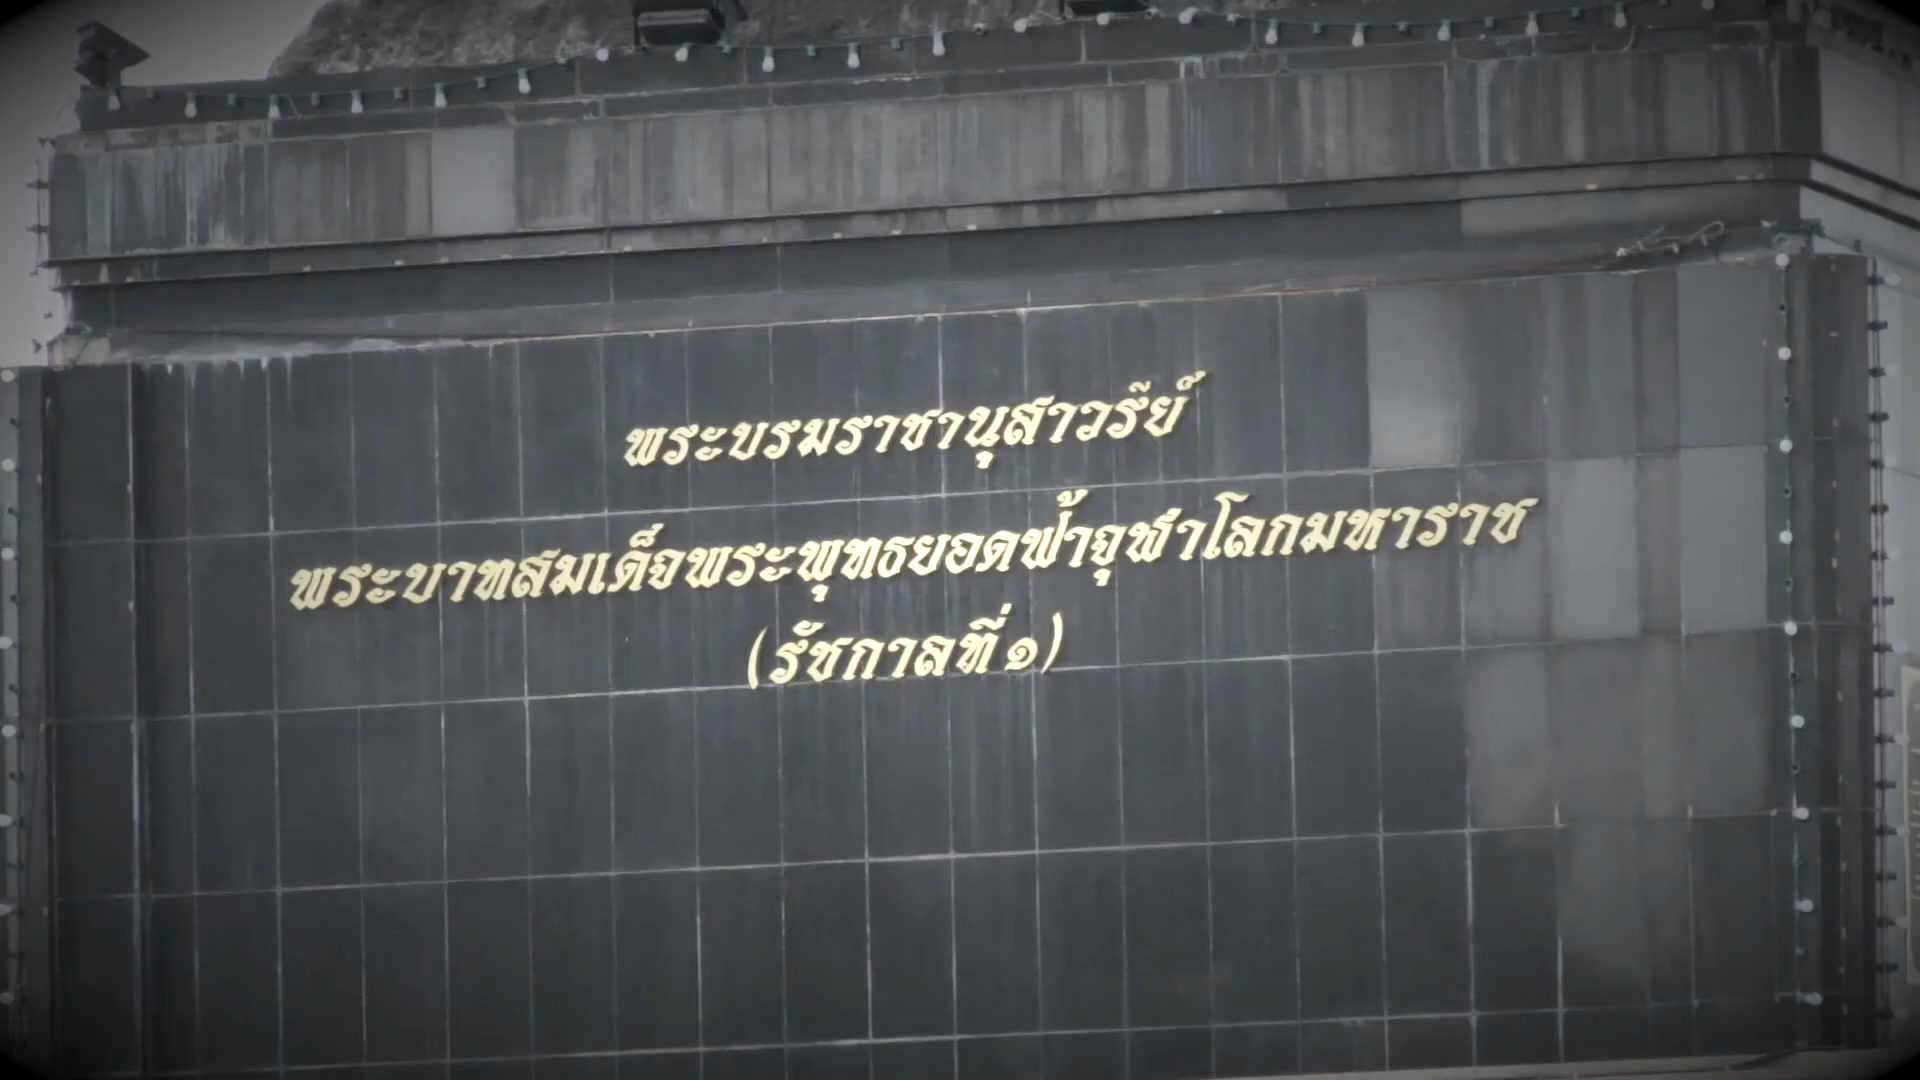 พระบรมราชานุสาวรีย์
พระบาทสมเด็จพระพุทธยอดฟ้าจุฬาโลกมหาราช
(รัชกาลที่ ๑)